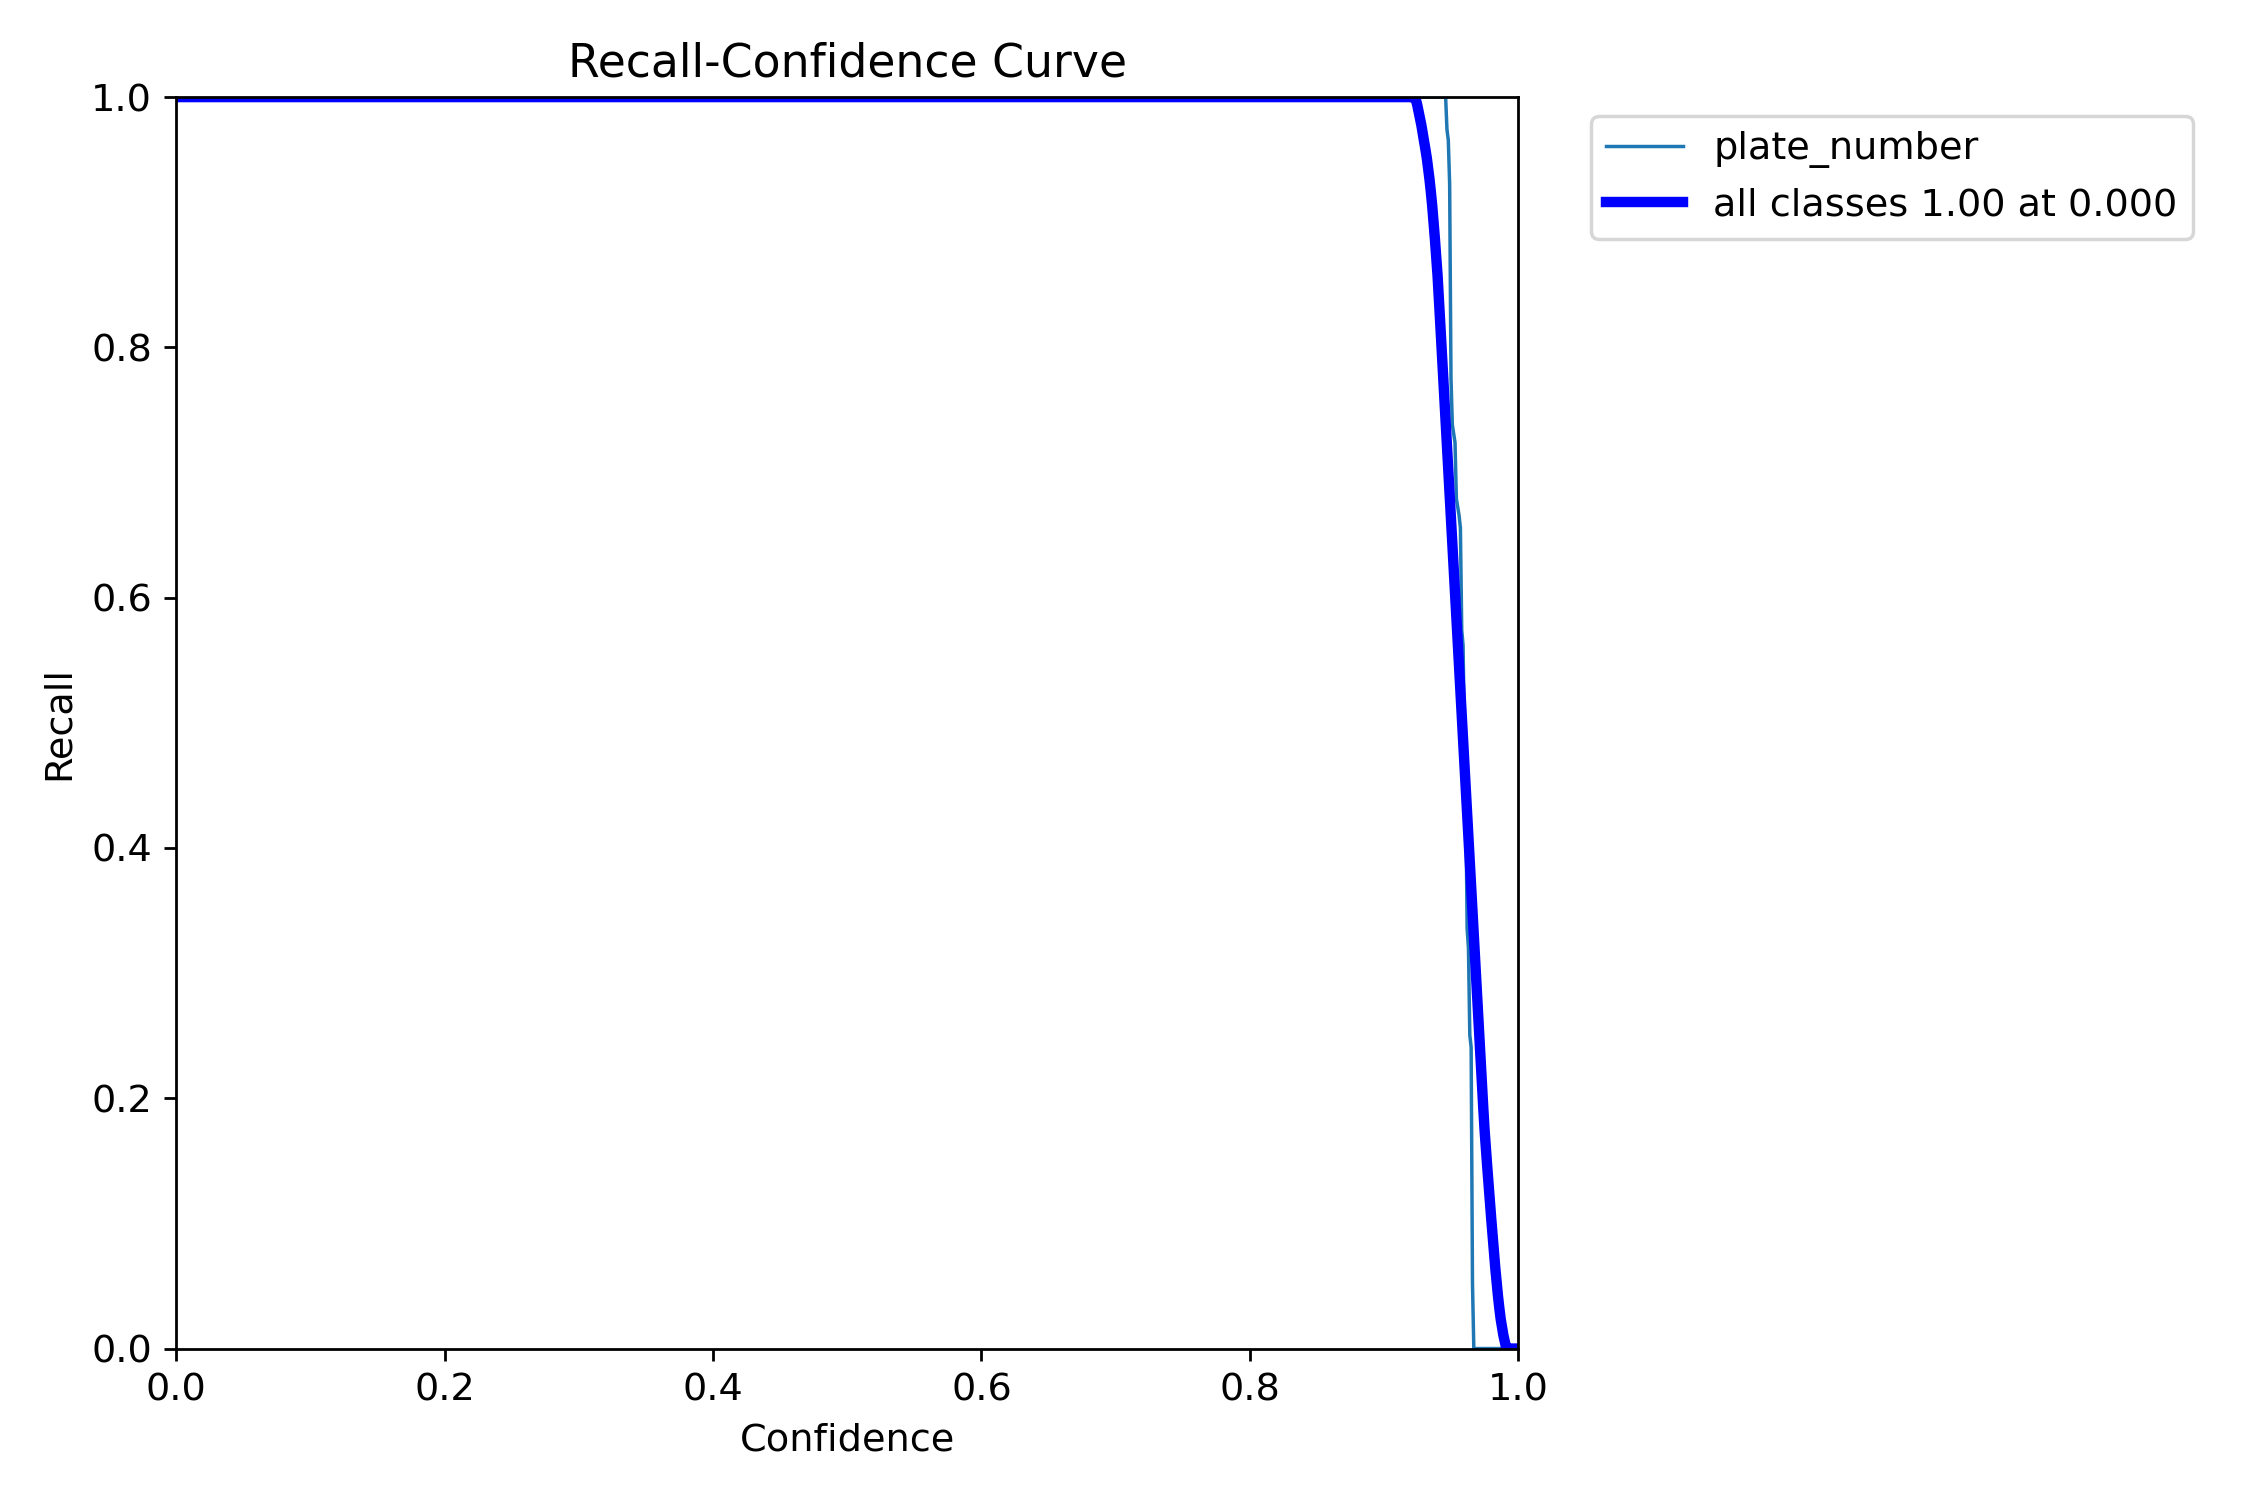 Recall-Confidence Curve
1.0
0.8
0.6
0.4
0.2
0.0
Recall
0.0 0.2 0.4 0.6 0.8 1.0
Confidence
plate_number
all classes 1.00 at 0.000